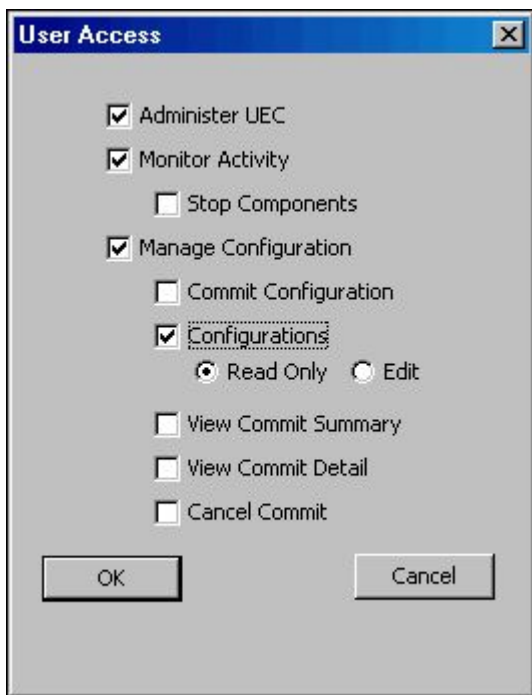 User Access
Administer UEC
Monitor Activity
Stop Components
Manage Configuration
Commit Configuration
Configurations
Read Only Edit
View Commit Summary
View Commit Detail
Cancel Commit
OK Cancel